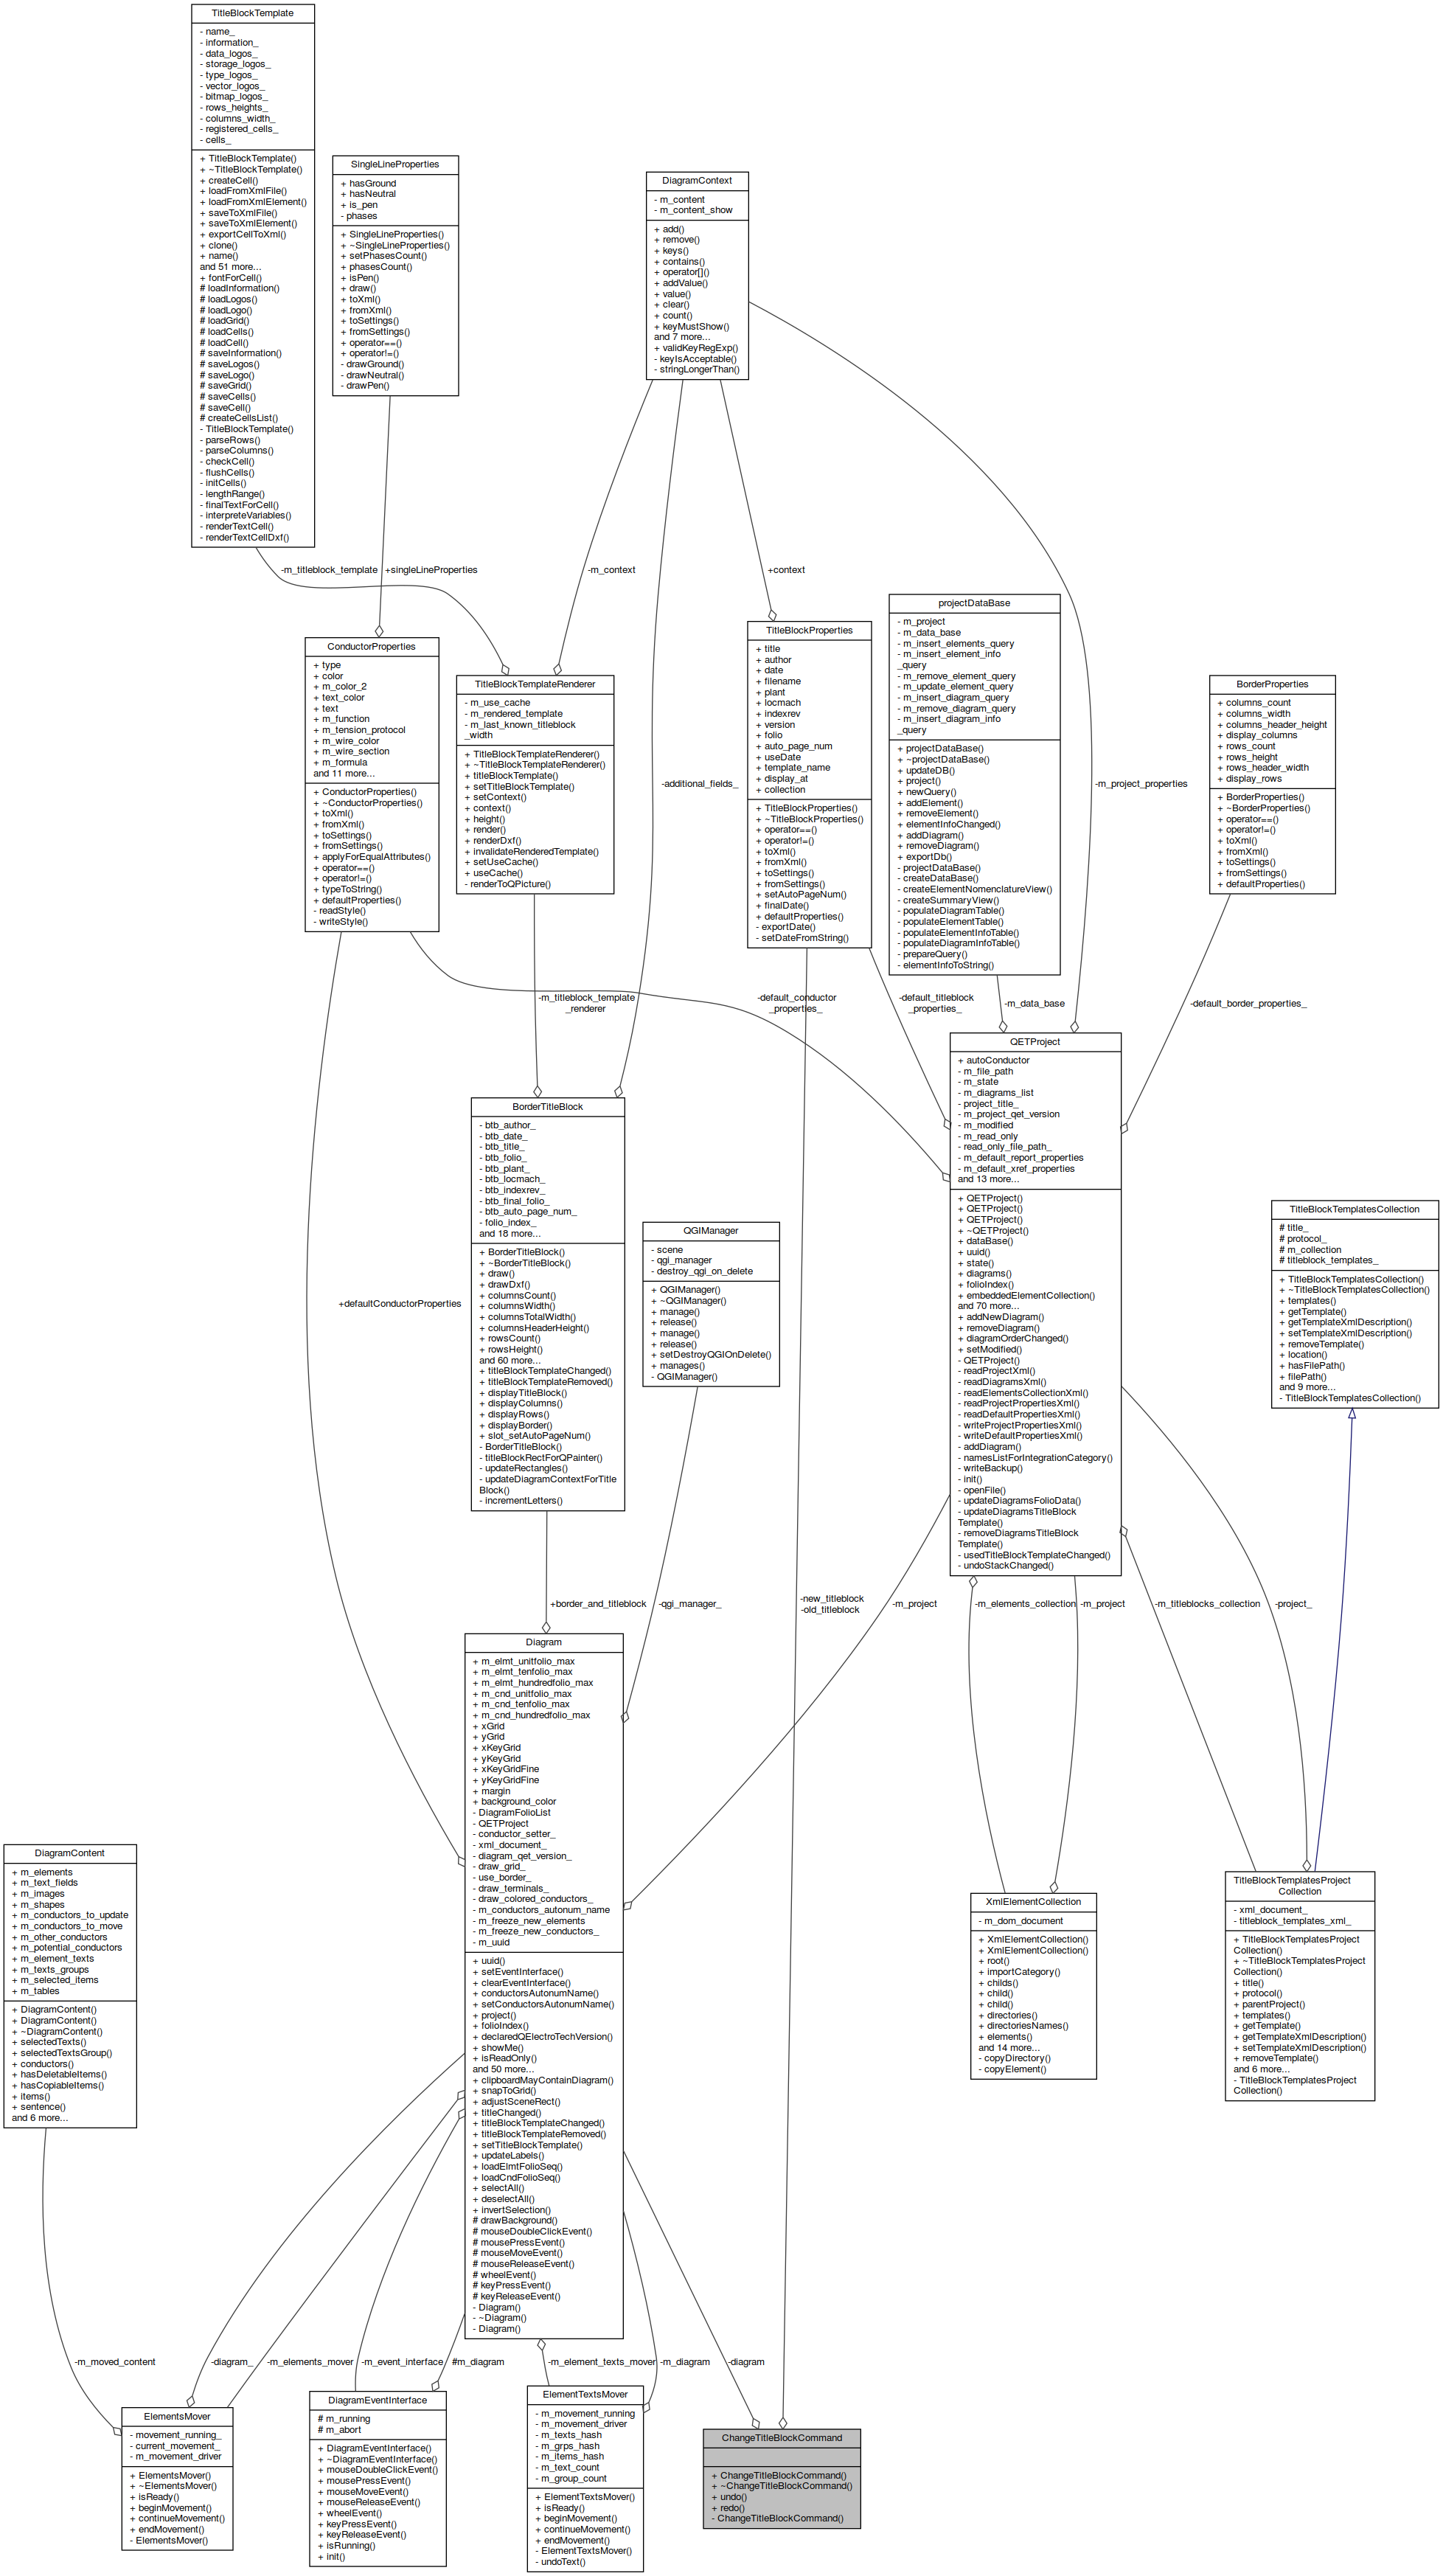 TitleBlockTemplate
- name_
- information_
- data_logos_
- storage_logos_
- type_logos_
- vector_logos_
- bitmap_logos_
- rows_heights_
- columns_width_
- registered_cells_
- cells_
+ TitleBlockTemplate()
+ ~TitleBlockTemplate()
+ createCell()
+ loadFromXmlFile()
+ loadFromXmlElement()
+ saveToXmlFile()
+ saveToXmlElement()
+ exportCellToXml()
+ clone()
+ name()
and 51 more...
+ fontForCell()
# loadInformation()
# loadLogos()
# loadLogo()
# loadGrid()
# loadCells()
# loadCell()
# saveInformation()
# saveLogos()
# saveLogo()
# saveGrid()
# saveCells()
# saveCell()
# createCellsList()
- TitleBlockTemplate()
- parseRows()
- parseColumns()
- checkCell()
- flushCells()
- initCells()
- lengthRange()
- finalTextForCell()
- interpreteVariables()
- renderTextCell()
- renderTextCellDxf()
SingleLineProperties
+ hasGround
+ hasNeutral
+ is_pen
- phases
+ SingleLineProperties()
+ ~SingleLineProperties()
+ setPhasesCount()
+ phasesCount()
+ isPen()
+ draw()
+ toXml()
+ fromXml()
+ toSettings()
+ fromSettings()
+ operator==()
+ operator!=()
- drawGround()
- drawNeutral()
- drawPen()
DiagramContext
- m_content
- m_content_show
+ add()
+ remove()
+ keys()
+ contains()
+ operator[]()
+ addValue()
+ value()
+ clear()
+ count()
+ keyMustShow()
and 7 more...
+ validKeyRegExp()
- keyIsAcceptable()
- stringLongerThan()
-m_titleblock_template
+singleLineProperties
-m_context
+context
-additional_fields_
-m_project_properties
ConductorProperties
+ type
+ color
+ m_color_2
+ text_color
+ text
+ m_function
+ m_tension_protocol
+ m_wire_color
+ m_wire_section
+ m_formula
and 11 more...
+ ConductorProperties()
+ ~ConductorProperties()
+ toXml()
+ fromXml()
+ toSettings()
+ fromSettings()
+ applyForEqualAttributes()
+ operator==()
+ operator!=()
+ typeToString()
+ defaultProperties()
- readStyle()
- writeStyle()
TitleBlockTemplateRenderer
- m_use_cache
- m_rendered_template
- m_last_known_titleblock
_width
+ TitleBlockTemplateRenderer()
+ ~TitleBlockTemplateRenderer()
+ titleBlockTemplate()
+ setTitleBlockTemplate()
+ setContext()
+ context()
+ height()
+ render()
+ renderDxf()
+ invalidateRenderedTemplate()
+ setUseCache()
+ useCache()
- renderToQPicture()
TitleBlockProperties
+ title
+ author
+ date
+ filename
+ plant
+ locmach
+ indexrev
+ version
+ folio
+ auto_page_num
+ useDate
+ template_name
+ display_at
+ collection
+ TitleBlockProperties()
+ ~TitleBlockProperties()
+ operator==()
+ operator!=()
+ toXml()
+ fromXml()
+ toSettings()
+ fromSettings()
+ setAutoPageNum()
+ finalDate()
+ defaultProperties()
- exportDate()
- setDateFromString()
projectDataBase
- m_project
- m_data_base
- m_insert_elements_query
- m_insert_element_info
_query
- m_remove_element_query
- m_update_element_query
- m_insert_diagram_query
- m_remove_diagram_query
- m_insert_diagram_info
_query
+ projectDataBase()
+ ~projectDataBase()
+ updateDB()
+ project()
+ newQuery()
+ addElement()
+ removeElement()
+ elementInfoChanged()
+ addDiagram()
+ removeDiagram()
+ exportDb()
- projectDataBase()
- createDataBase()
- createElementNomenclatureView()
- createSummaryView()
- populateDiagramTable()
- populateElementTable()
- populateElementInfoTable()
- populateDiagramInfoTable()
- prepareQuery()
- elementInfoToString()
BorderProperties
+ columns_count
+ columns_width
+ columns_header_height
+ display_columns
+ rows_count
+ rows_height
+ rows_header_width
+ display_rows
+ BorderProperties()
+ ~BorderProperties()
+ operator==()
+ operator!=()
+ toXml()
+ fromXml()
+ toSettings()
+ fromSettings()
+ defaultProperties()
-m_titleblock_template
_renderer
-default_conductor
_properties_
-default_titleblock
_properties_
-m_data_base
-default_border_properties_
QETProject
+ autoConductor
- m_file_path
- m_state
- m_diagrams_list
- project_title_
- m_project_qet_version
- m_modified
- m_read_only
- read_only_file_path_
- m_default_report_properties
- m_default_xref_properties
and 13 more...
+ QETProject()
+ QETProject()
+ QETProject()
+ ~QETProject()
+ dataBase()
+ uuid()
+ state()
+ diagrams()
+ folioIndex()
+ embeddedElementCollection()
and 70 more...
+ addNewDiagram()
+ removeDiagram()
+ diagramOrderChanged()
+ setModified()
- QETProject()
- readProjectXml()
- readDiagramsXml()
- readElementsCollectionXml()
- readProjectPropertiesXml()
- readDefaultPropertiesXml()
- writeProjectPropertiesXml()
- writeDefaultPropertiesXml()
- addDiagram()
- namesListForIntegrationCategory()
- writeBackup()
- init()
- openFile()
- updateDiagramsFolioData()
- updateDiagramsTitleBlock
Template()
- removeDiagramsTitleBlock
Template()
- usedTitleBlockTemplateChanged()
- undoStackChanged()
BorderTitleBlock
- btb_author_
- btb_date_
- btb_title_
- btb_folio_
- btb_plant_
- btb_locmach_
- btb_indexrev_
- btb_final_folio_
- btb_auto_page_num_
- folio_index_
and 18 more...
+ BorderTitleBlock()
+ ~BorderTitleBlock()
+ draw()
+ drawDxf()
+ columnsCount()
+ columnsWidth()
+ columnsTotalWidth()
+ columnsHeaderHeight()
+ rowsCount()
+ rowsHeight()
and 60 more...
+ titleBlockTemplateChanged()
+ titleBlockTemplateRemoved()
+ displayTitleBlock()
+ displayColumns()
+ displayRows()
+ displayBorder()
+ slot_setAutoPageNum()
- BorderTitleBlock()
- titleBlockRectForQPainter()
- updateRectangles()
- updateDiagramContextForTitle
Block()
- incrementLetters()
QGIManager
- scene
- qgi_manager
- destroy_qgi_on_delete
+ QGIManager()
+ ~QGIManager()
+ manage()
+ release()
+ manage()
+ release()
+ setDestroyQGIOnDelete()
+ manages()
- QGIManager()
TitleBlockTemplatesCollection
# title_
# protocol_
# m_collection
# titleblock_templates_
+ TitleBlockTemplatesCollection()
+ ~TitleBlockTemplatesCollection()
+ templates()
+ getTemplate()
+ getTemplateXmlDescription()
+ setTemplateXmlDescription()
+ removeTemplate()
+ location()
+ hasFilePath()
+ filePath()
and 9 more...
- TitleBlockTemplatesCollection()
+defaultConductorProperties
+border_and_titleblock
-qgi_manager_
-new_titleblock
-old_titleblock
-m_project
-m_elements_collection
-m_project
-m_titleblocks_collection
-project_
Diagram
+ m_elmt_unitfolio_max
+ m_elmt_tenfolio_max
+ m_elmt_hundredfolio_max
+ m_cnd_unitfolio_max
+ m_cnd_tenfolio_max
+ m_cnd_hundredfolio_max
+ xGrid
+ yGrid
+ xKeyGrid
+ yKeyGrid
+ xKeyGridFine
+ yKeyGridFine
+ margin
+ background_color
- DiagramFolioList
- QETProject
- conductor_setter_
- xml_document_
- diagram_qet_version_
- draw_grid_
- use_border_
- draw_terminals_
- draw_colored_conductors_
- m_conductors_autonum_name
- m_freeze_new_elements
- m_freeze_new_conductors_
- m_uuid
+ uuid()
+ setEventInterface()
+ clearEventInterface()
+ conductorsAutonumName()
+ setConductorsAutonumName()
+ project()
+ folioIndex()
+ declaredQElectroTechVersion()
+ showMe()
+ isReadOnly()
and 50 more...
+ clipboardMayContainDiagram()
+ snapToGrid()
+ adjustSceneRect()
+ titleChanged()
+ titleBlockTemplateChanged()
+ titleBlockTemplateRemoved()
+ setTitleBlockTemplate()
+ updateLabels()
+ loadElmtFolioSeq()
+ loadCndFolioSeq()
+ selectAll()
+ deselectAll()
+ invertSelection()
# drawBackground()
# mouseDoubleClickEvent()
# mousePressEvent()
# mouseMoveEvent()
# mouseReleaseEvent()
# wheelEvent()
# keyPressEvent()
# keyReleaseEvent()
- Diagram()
- ~Diagram()
- Diagram()
DiagramContent
+ m_elements
+ m_text_fields
+ m_images
+ m_shapes
+ m_conductors_to_update
+ m_conductors_to_move
+ m_other_conductors
+ m_potential_conductors
+ m_element_texts
+ m_texts_groups
+ m_selected_items
+ m_tables
+ DiagramContent()
+ DiagramContent()
+ ~DiagramContent()
+ selectedTexts()
+ selectedTextsGroup()
+ conductors()
+ hasDeletableItems()
+ hasCopiableItems()
+ items()
+ sentence()
and 6 more...
XmlElementCollection
- m_dom_document
+ XmlElementCollection()
+ XmlElementCollection()
+ root()
+ importCategory()
+ childs()
+ child()
+ child()
+ directories()
+ directoriesNames()
+ elements()
and 14 more...
- copyDirectory()
- copyElement()
TitleBlockTemplatesProject
Collection
- xml_document_
- titleblock_templates_xml_
+ TitleBlockTemplatesProject
Collection()
+ ~TitleBlockTemplatesProject
Collection()
+ title()
+ protocol()
+ parentProject()
+ templates()
+ getTemplate()
+ getTemplateXmlDescription()
+ setTemplateXmlDescription()
+ removeTemplate()
and 6 more...
- TitleBlockTemplatesProject
Collection()
-m_moved_content
-diagram_
-m_elements_mover
-m_event_interface
#m_diagram
-m_element_texts_mover
-m_diagram
-diagram
ElementsMover
- movement_running_
- current_movement_
- m_movement_driver
+ ElementsMover()
+ ~ElementsMover()
+ isReady()
+ beginMovement()
+ continueMovement()
+ endMovement()
- ElementsMover()
DiagramEventInterface
# m_running
# m_abort
+ DiagramEventInterface()
+ ~DiagramEventInterface()
+ mouseDoubleClickEvent()
+ mousePressEvent()
+ mouseMoveEvent()
+ mouseReleaseEvent()
+ wheelEvent()
+ keyPressEvent()
+ keyReleaseEvent()
+ isRunning()
+ init()
ElementTextsMover
- m_movement_running
- m_movement_driver
- m_texts_hash
- m_grps_hash
- m_items_hash
- m_text_count
- m_group_count
+ ElementTextsMover()
+ isReady()
+ beginMovement()
+ continueMovement()
+ endMovement()
- ElementTextsMover()
- undoText()
ChangeTitleBlockCommand
+ ChangeTitleBlockCommand()
+ ~ChangeTitleBlockCommand()
+ undo()
+ redo()
- ChangeTitleBlockCommand()